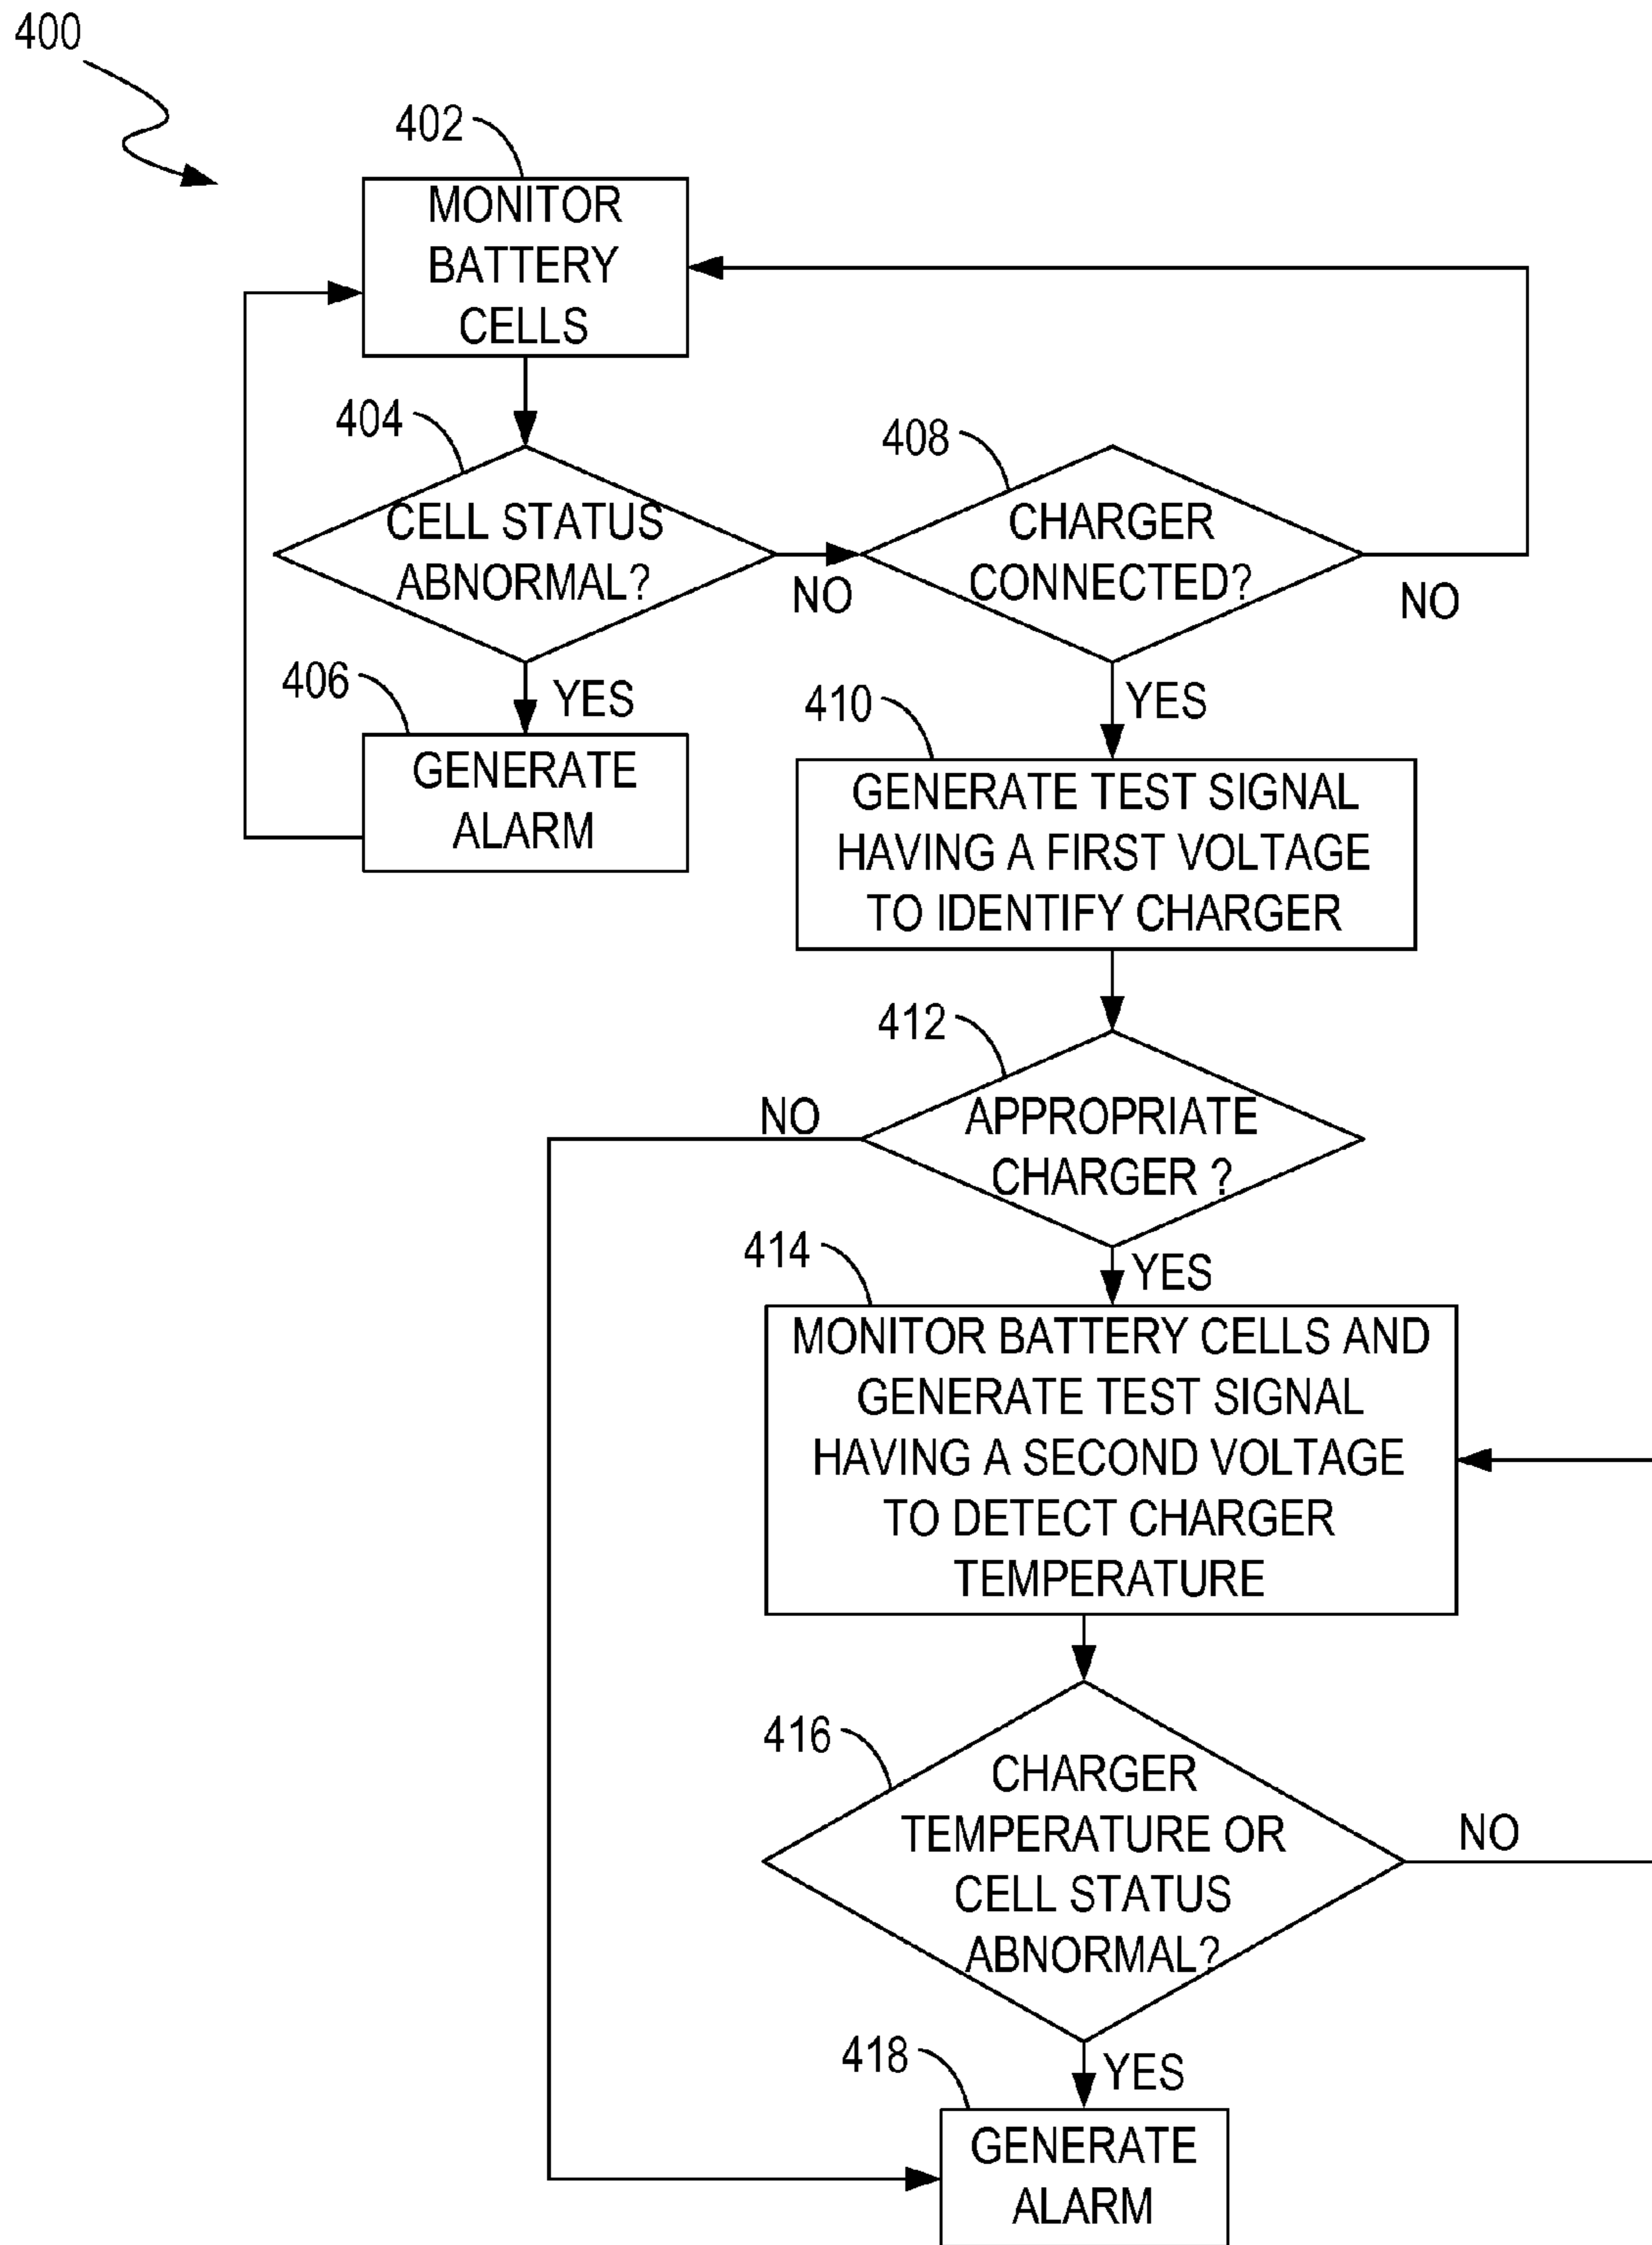 400
402
MONITOR
BATTERY
CELLS
404
CELL STATUS
ABNORMAL?
NO
408
CHARGER
CONNECTED?
NO
406
YES
GENERATE
ALARM
YES
410
GENERATE TEST SIGNAL
HAVING A FIRST VOLTAGE
TO IDENTIFY CHARGER
412
NO
APPROPRIATE
CHARGER ?
YES
414
MONITOR BATTERY CELLS AND
GENERATE TEST SIGNAL
HAVING A SECOND VOLTAGE
TO DETECT CHARGER
TEMPERATURE
416
CHARGER
TEMPERATURE OR
CELL STATUS
ABNORMAL?
NO
418
YES
GENERATE
ALARM